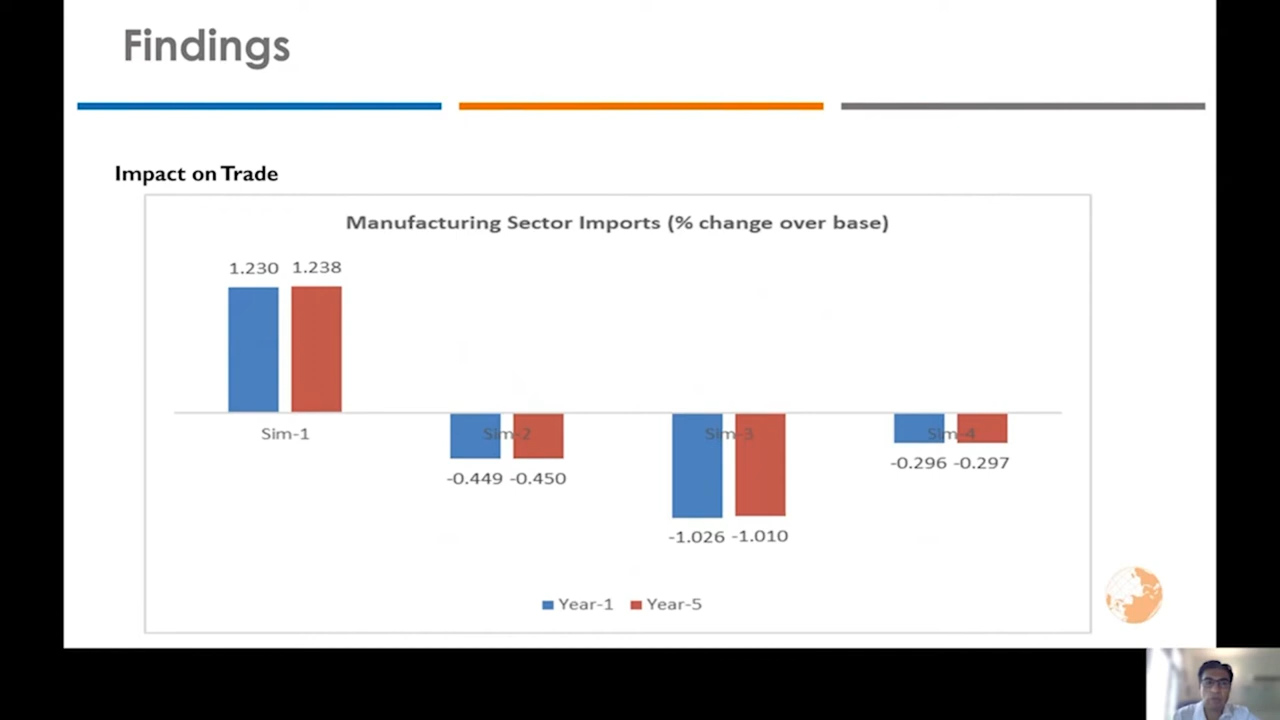 Findings
Impact on Trade
Manufacturing Sector Imports (% change over base)
1.230 1.238
Sim-1 Sim-2 Sim-3 Sim-4
-0.449 -0.450 -1.026 -1.010 -0.296 -0.297
Year-1 Year-5